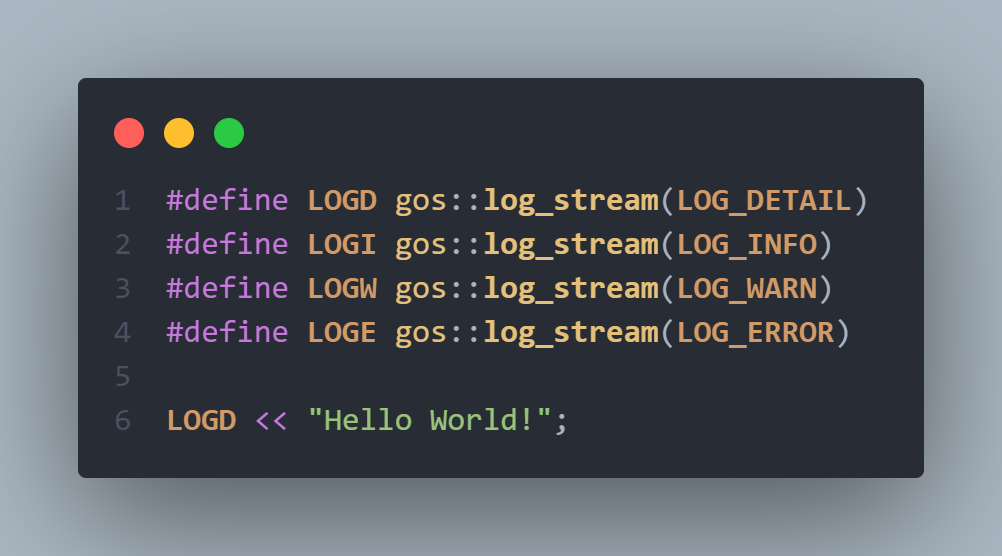 1 #define LOGD gos::log_stream(LOG_DETAIL)
2 #define LOGI gos::log_stream(LOG_INFO)
3 #define LOGW gos::log_stream(LOG_WARN)
4 #define LOGE gos::log_stream(LOG_ERROR)
5
6 LOGD << "Hello World!";